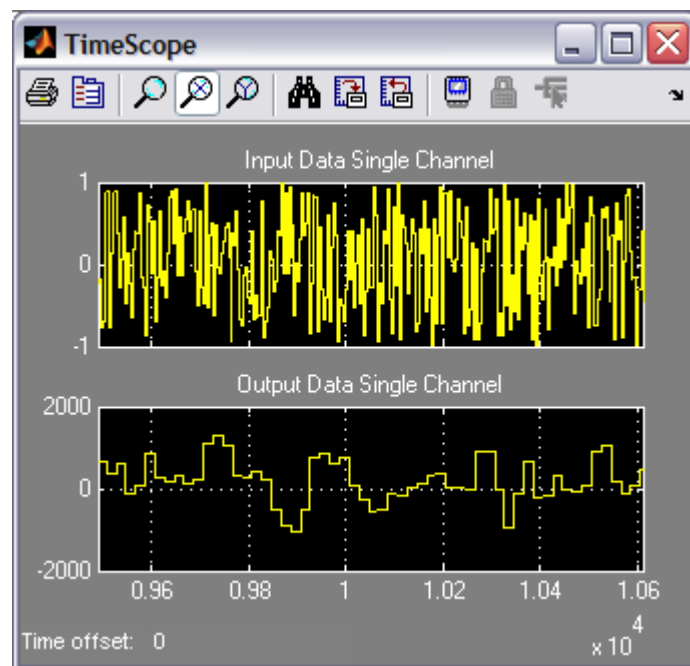 TimeScope
Input Data Single Channel
1
0
-1
Output Data Single Channel
2000
0
-2000
0.96 0.98 1 1.02 1.04 1.06
Time offset: 0
x 10
4